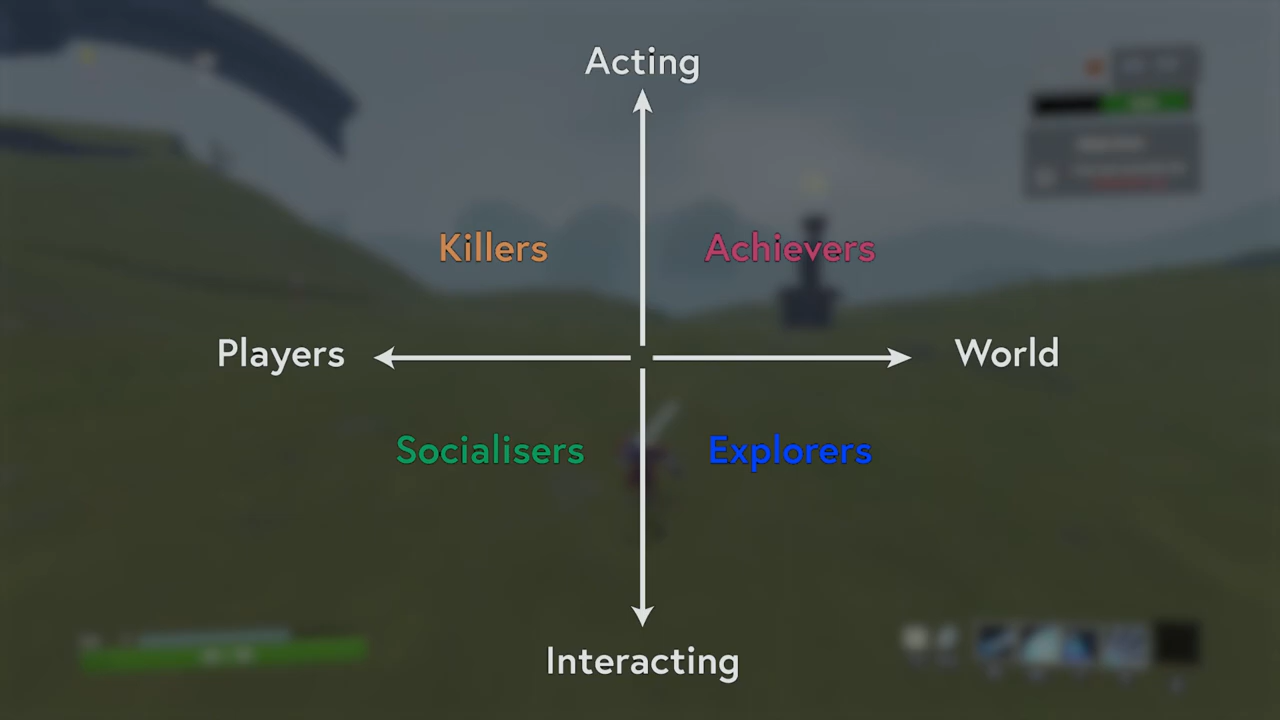 Acting
Killers
Achievers
Players
World
Socialisers
Explorers
Interacting